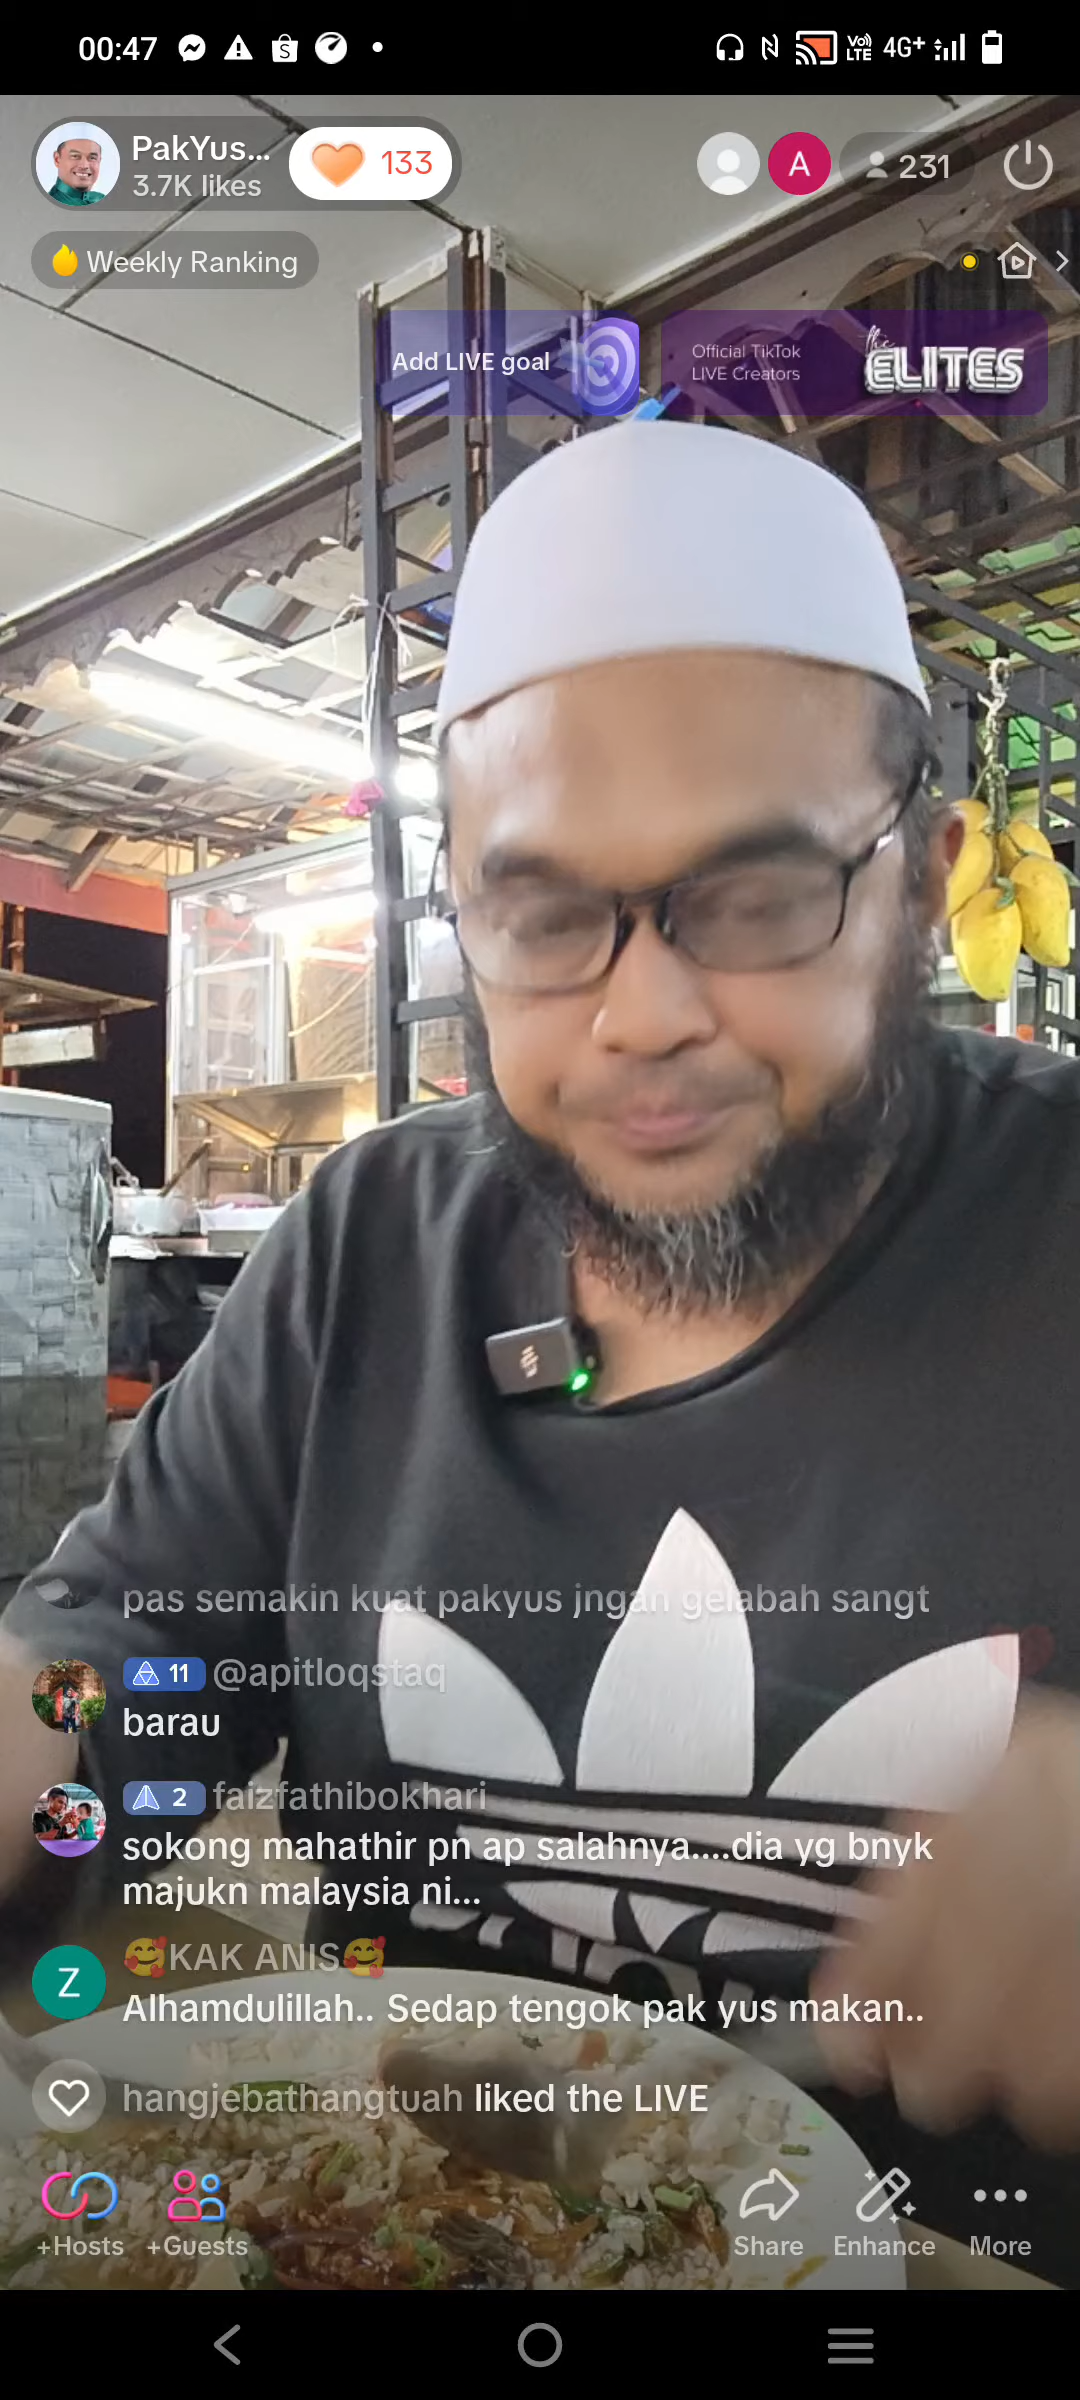 00:47
VoLTE 4G+
PakYus...
3.7K likes
133
A
231
Weekly Ranking
Add LIVE goal
Official TikTok
LIVE Creators
the
ELITES
pas semakin kuat pakyus jngan gelabah sangt
11 @apitloqstaq
barau
2 faizfathibokhari
sokong mahathir pn ap salahnya....dia yg bnyk
majukn malaysia ni...
Z
🥰KAK ANIS🥰
Alhamdulillah.. Sedap tengok pak yus makan..
hangjebathangtuah liked the LIVE
+Hosts
+Guests
Share
Enhance
More